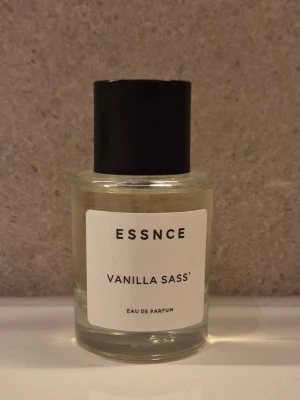 ESSNCE
VANILLA SASS'
EAU DE PARFUM